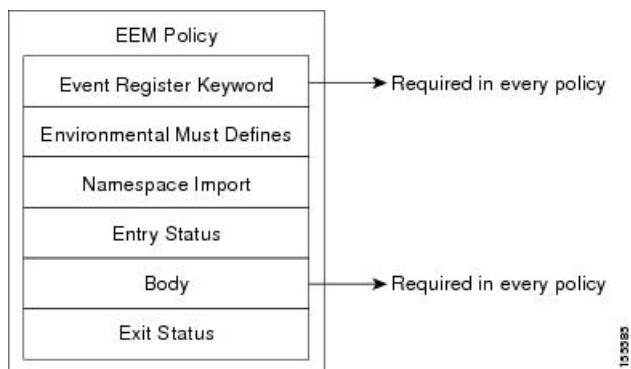 EEM Policy
Event Register Keyword
Required in every policy
Environmental Must Defines
Namespace Import
Entry Status
Body
Required in every policy
Exit Status
155585